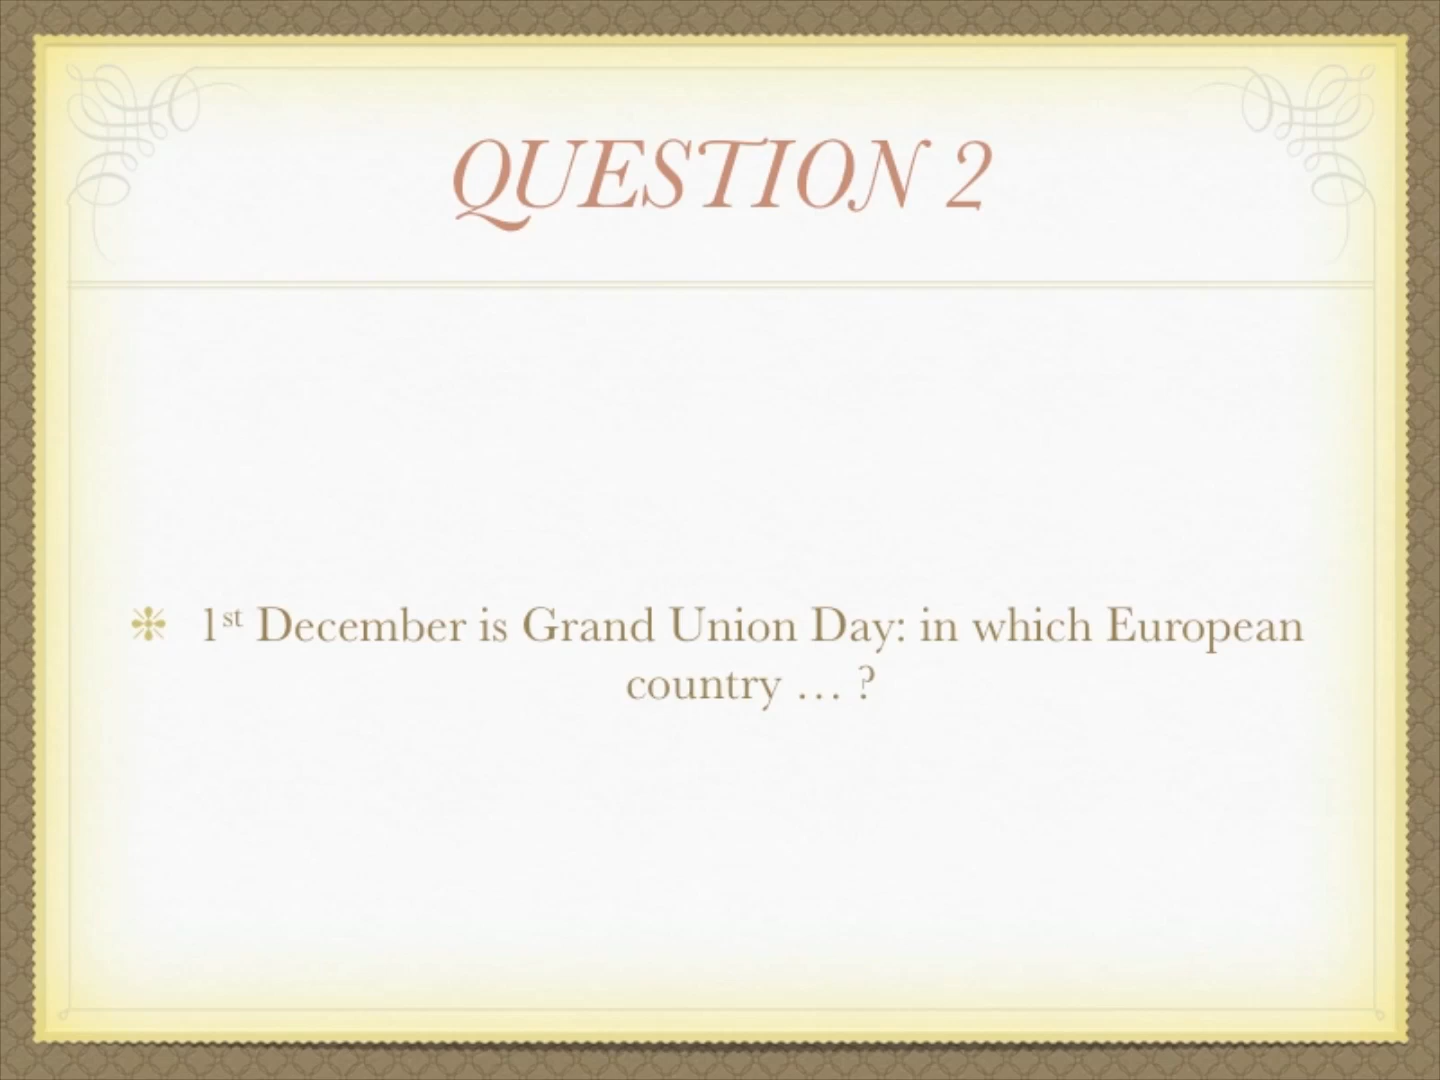 QUESTION 2
1st December is Grand Union Day: in which European
country … ?